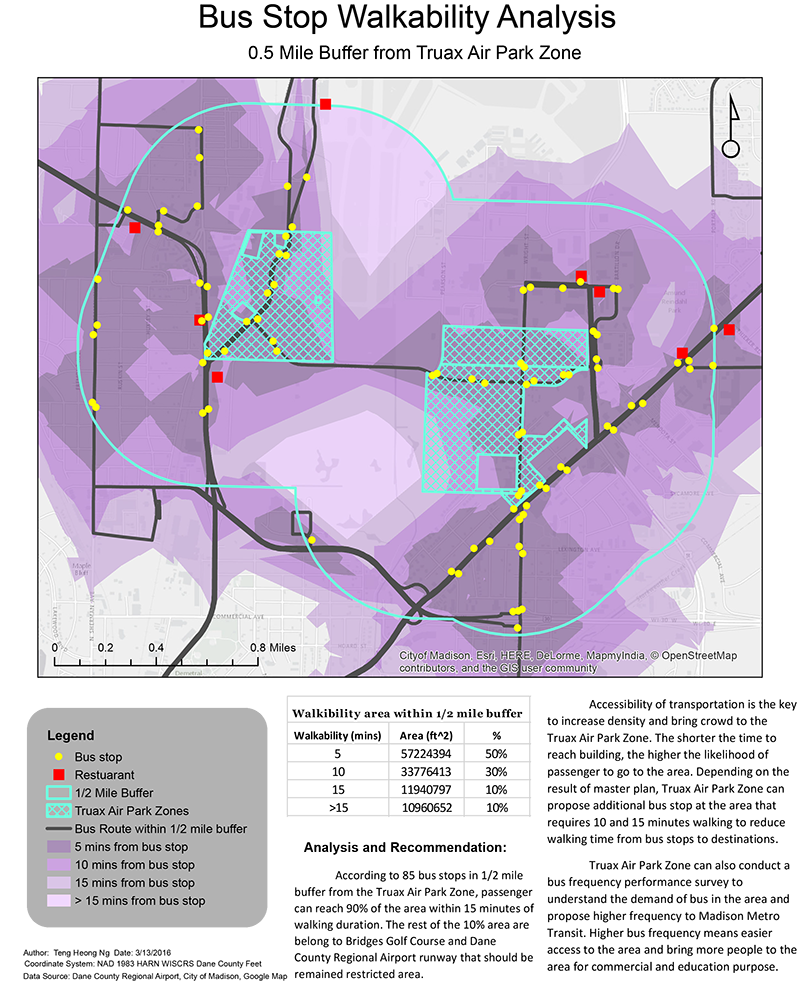 Bus Stop Walkability Analysis
0.5 Mile Buffer from Truax Air Park Zone
COMMERCIAL AVE
0 0.2 0.4 0.8 Miles
Cityof Madison, Esri, HERE, DeLorme, MapmyIndia, © OpenStreetMap
contributors, and the GIS user community
Legend
Bus stop
Restuarant
1/2 Mile Buffer
Truax Air Park Zones
Bus Route within 1/2 mile buffer
5 mins from bus stop
10 mins from bus stop
15 mins from bus stop
> 15 mins from bus stop
Author: Teng Heong Ng Date: 3/13/2016
Coordinate System: NAD 1983 HARN WISCRS Dane County Feet
Data Source: Dane County Regional Airport, City of Madison, Google Map
Walkibility area within 1/2 mile buffer
Walkability (mins) Area (ft^2) %
5 57224394 50%
10 33776413 30%
15 11940797 10%
>15 10960652 10%
Analysis and Recommendation:
According to 85 bus stops in 1/2 mile
buffer from the Truax Air Park Zone, passenger
can reach 90% of the area within 15 minutes of
walking duration. The rest of the 10% area are
belong to Bridges Golf Course and Dane
County Regional Airport runway that should be
remained restricted area.
Accessibility of transportation is the key
to increase density and bring crowd to the
Truax Air Park Zone. The shorter the time to
reach building, the higher the likelihood of
passenger to go to the area. Depending on the
result of master plan, Truax Air Park Zone can
propose additional bus stop at the area that
requires 10 and 15 minutes walking to reduce
walking time from bus stops to destinations.
Truax Air Park Zone can also conduct a
bus frequency performance survey to
understand the demand of bus in the area and
propose higher frequency to Madison Metro
Transit. Higher bus frequency means easier
access to the area and bring more people to the
area for commercial and education purpose.